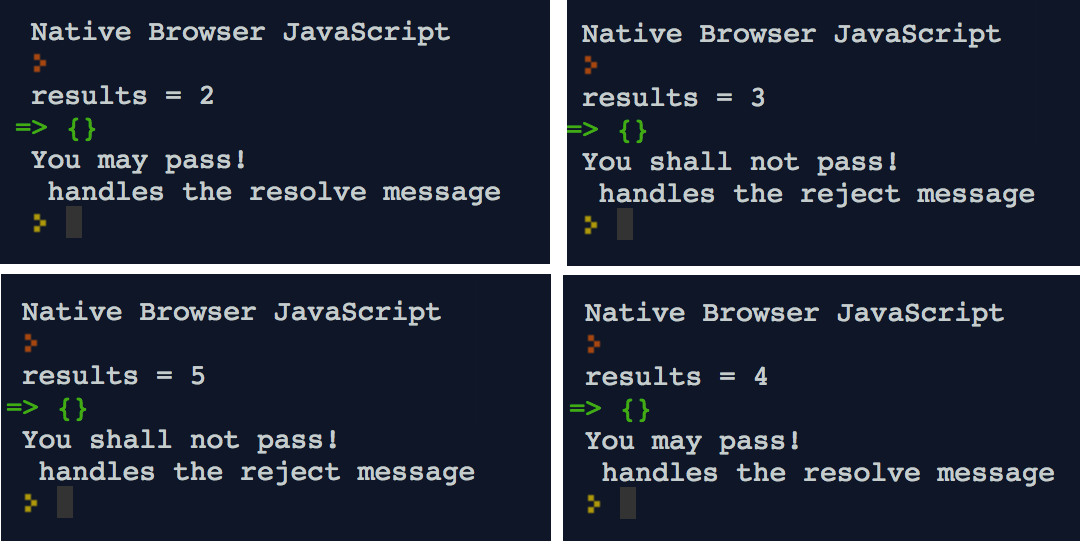 Native Browser JavaScript
>
results = 2
=> {}
You may pass!
handles the resolve message
>
Native Browser JavaScript
>
results = 3
=> {}
You shall not pass!
handles the reject message
>
Native Browser JavaScript
>
results = 5
=> {}
You shall not pass!
handles the reject message
>
Native Browser JavaScript
>
results = 4
=> {}
You may pass!
handles the resolve message
>